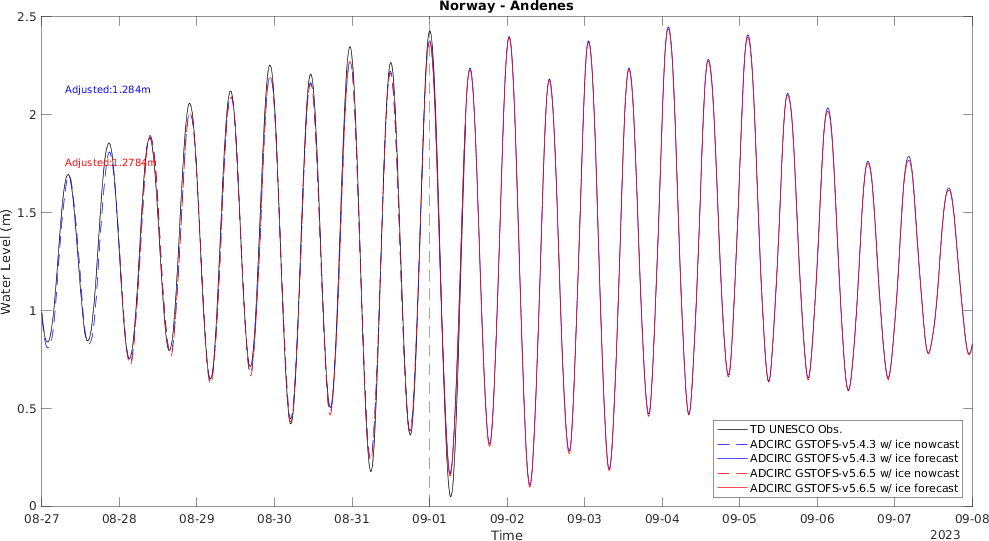 Norway - Andenes
2.5
2
1.5
1
0.5
0
Water Level (m)
Adjusted:1.284m
Adjusted:1.2784m
TD UNESCO Obs.
ADCIRC GSTOFS-v5.4.3 w/ ice nowcast
ADCIRC GSTOFS-v5.4.3 w/ ice forecast
ADCIRC GSTOFS-v5.6.5 w/ ice nowcast
ADCIRC GSTOFS-v5.6.5 w/ ice forecast
08-27 08-28 08-29 08-30 08-31 09-01 09-02 09-03 09-04 09-05 09-06 09-07 09-08
Time
2023